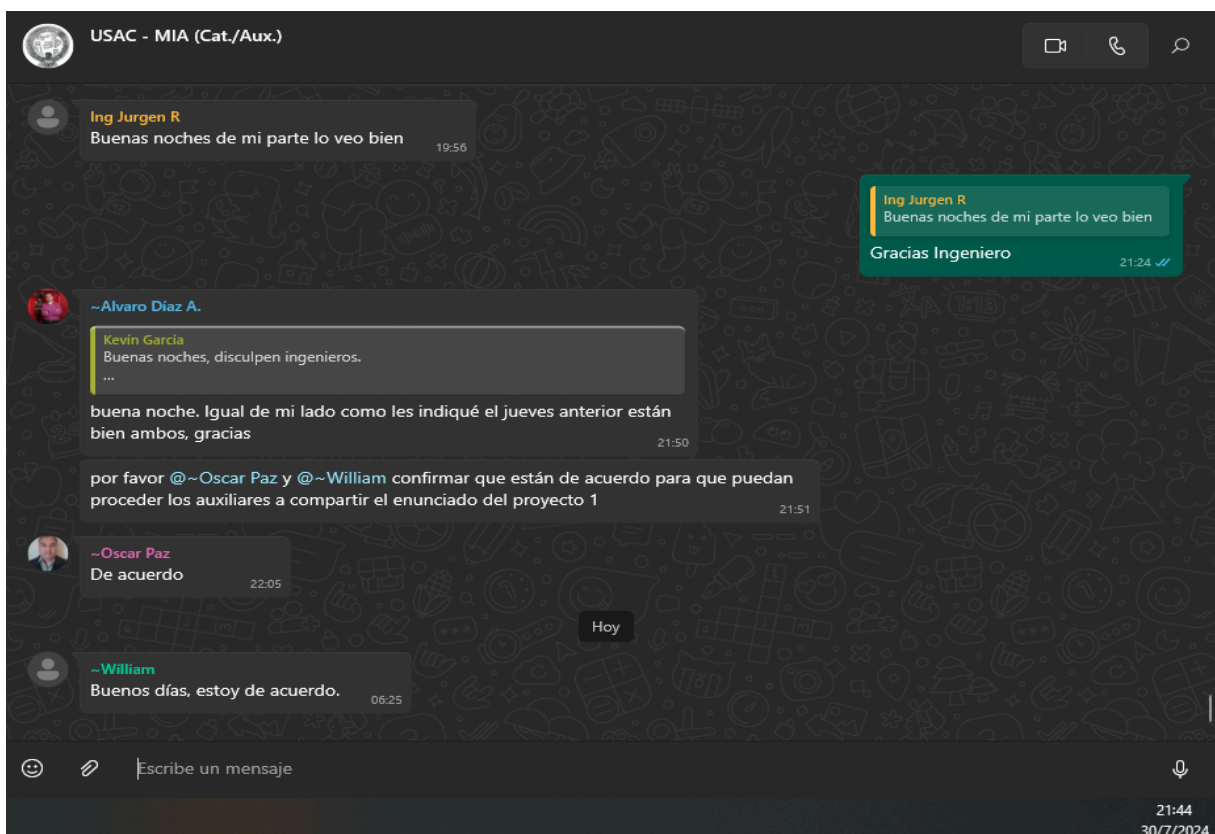 USAC - MIA (Cat./Aux.)
Ing Jurgen R
Buenas noches de mi parte lo veo bien
19:56
Ing Jurgen R
Buenas noches de mi parte lo veo bien
Gracias Ingeniero
21:24
~Alvaro Díaz A.
Kevin Garcia
Buenas noches, disculpen ingenieros.
...
buena noche. Igual de mi lado como les indiqué el jueves anterior están
bien ambos, gracias
21:50
por favor @~Oscar Paz y @~William confirmar que están de acuerdo para que puedan
proceder los auxiliares a compartir el enunciado del proyecto 1
21:51
~Oscar Paz
De acuerdo
22:05
Hoy
~William
Buenos días, estoy de acuerdo.
06:25
Escribe un mensaje
21:44
30/7/2024